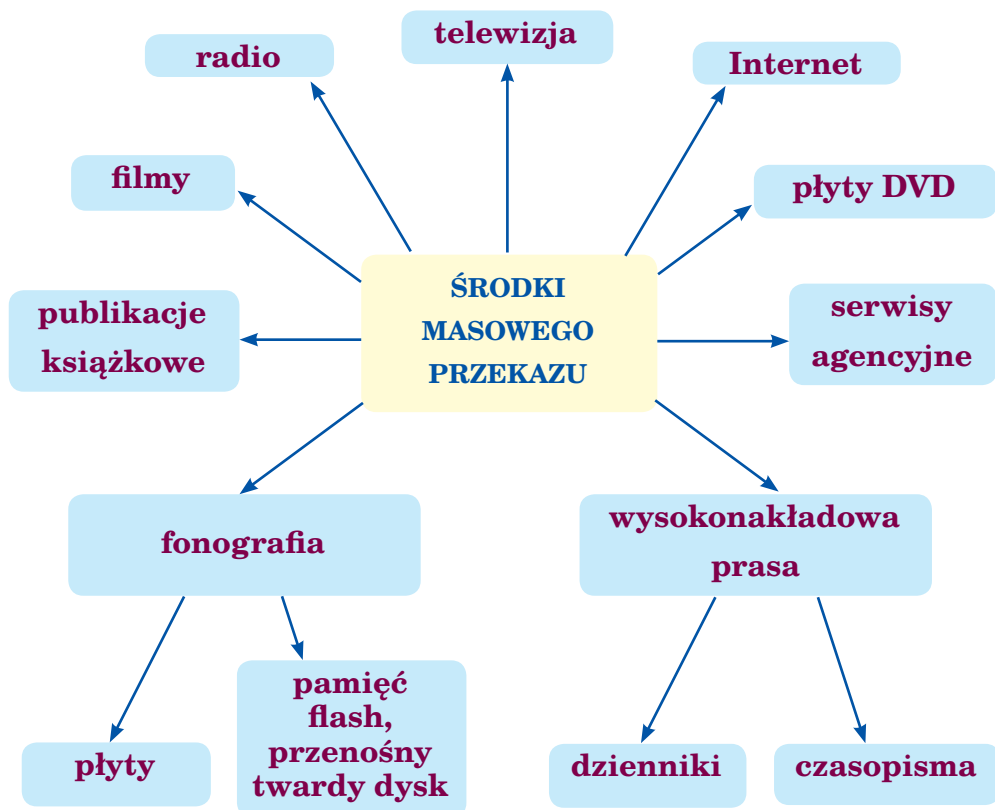 telewizja
radio
Internet
filmy
płyty DVD
ŚRODKI
MASOWEGO
PRZEKAZU
publikacje
książkowe
serwisy
agencyjne
fonografia
wysokonakładowa
prasa
płyty
pamięć
flash,
przenośny
twardy dysk
dzienniki
czasopisma